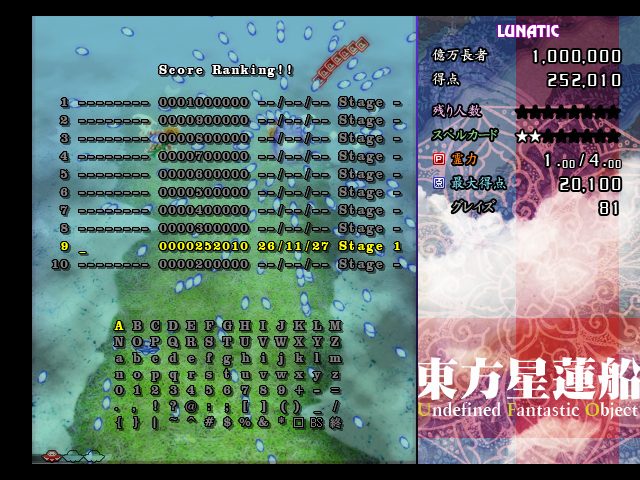 Score Ranking!!
1 -------- 0001000000 --/--/-- Stage -
2 -------- 0000900000 --/--/-- Stage -
3 -------- 0000800000 --/--/-- Stage -
4 -------- 0000700000 --/--/-- Stage -
5 -------- 0000600000 --/--/-- Stage -
6 -------- 0000500000 --/--/-- Stage -
7 -------- 0000400000 --/--/-- Stage -
8 -------- 0000300000 --/--/-- Stage -
9 _ 0000252010 26/11/27 Stage 1
10 -------- 0000200000 --/--/-- Stage -
A B C D E F G H I J K L M
N O P Q R S T U V W X Y Z
a b c d e f g h i j k l m
n o p q r s t u v w x y z
0 1 2 3 4 5 6 7 8 9 + - =
. , ! ? @ : ; [ ] ( ) _ /
{ } | ~ ^ # $ % & * □ BS 終
LUNATIC
億万長者 1,000,000
得点 252,010
残り人数
スペルカード ★★
P 霊力 1.00/4.00
点 最大得点 20,100
グレイズ 81
東方星蓮船
Undefined Fantastic Object